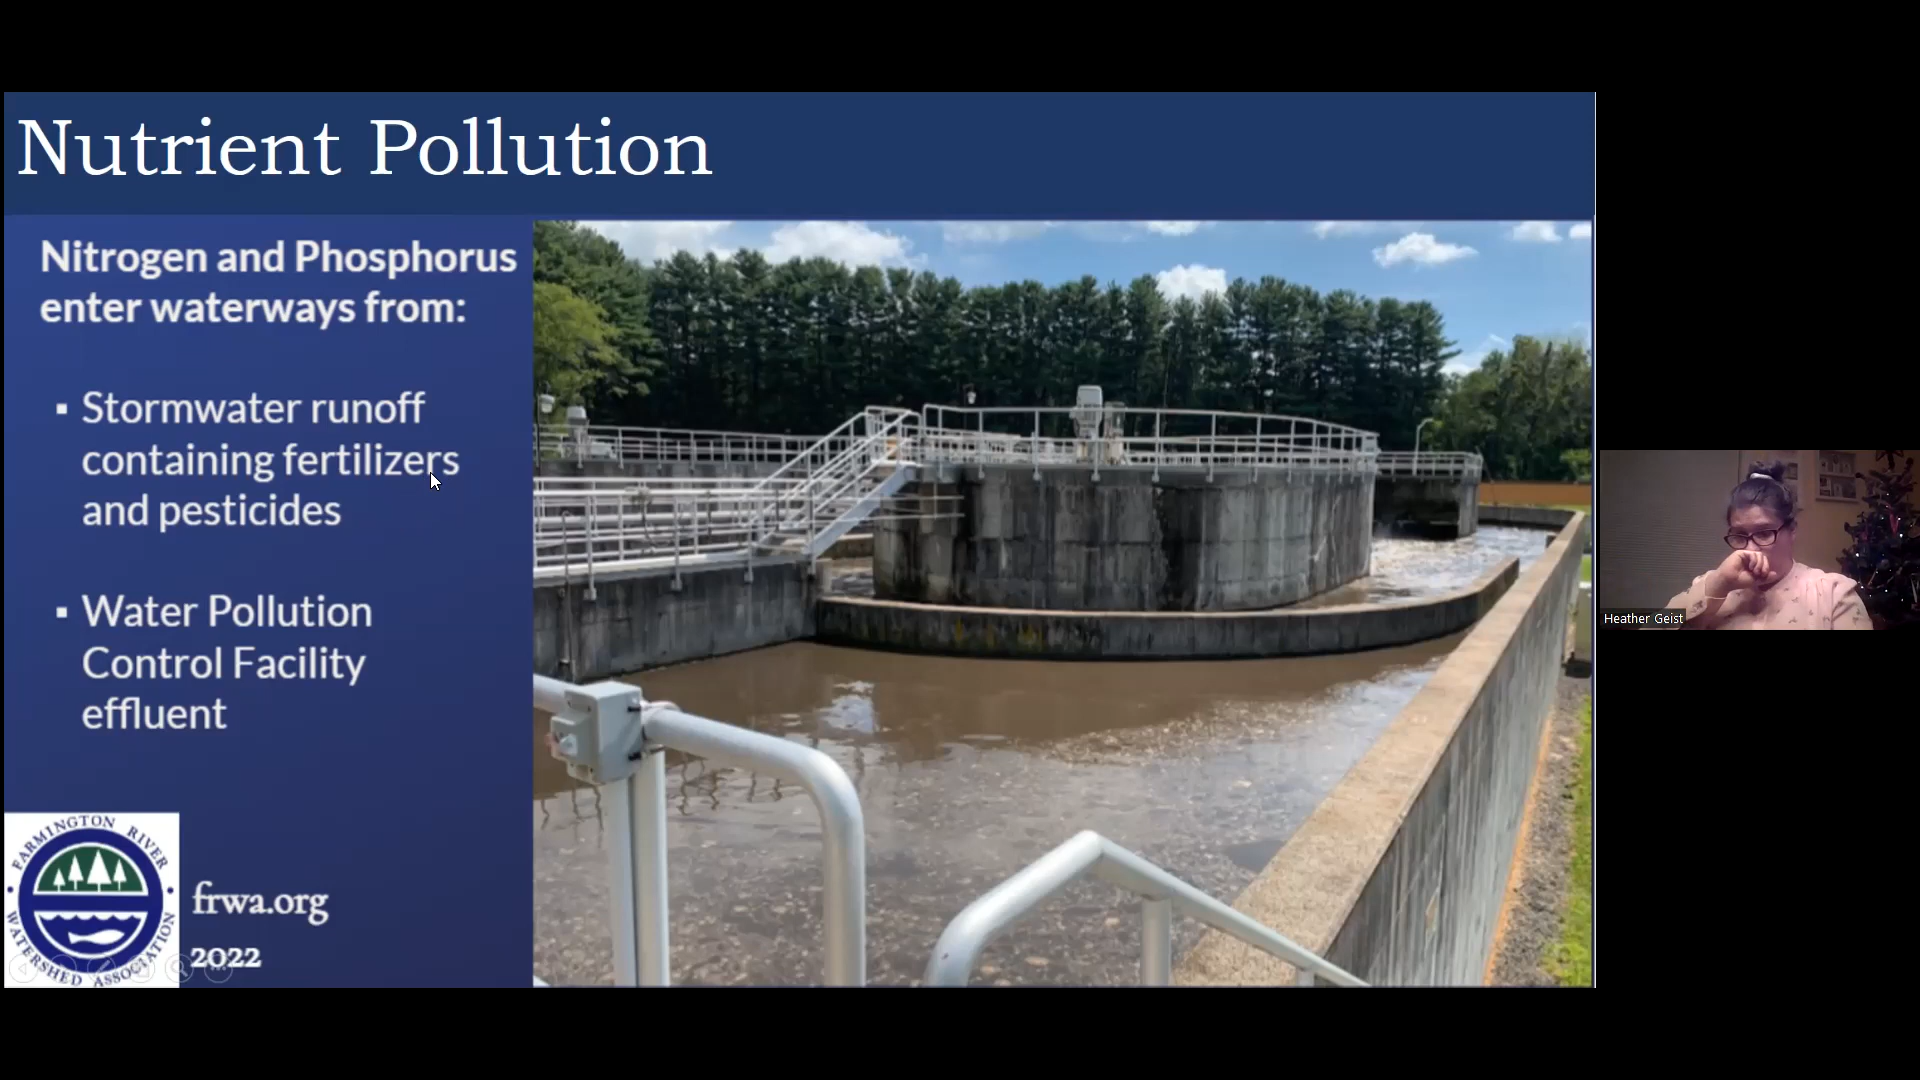 Nutrient Pollution
Nitrogen and Phosphorus
enter waterways from:
▪ Stormwater runoff
containing fertilizers
and pesticides
▪ Water Pollution
Control Facility
effluent
FARMINGTON RIVER
WATERSHED ASSOCIATION
frwa.org
2022
Heather Geist